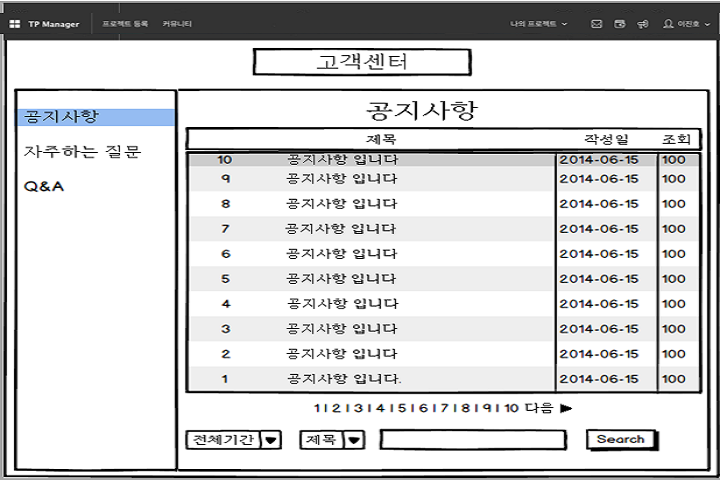 TP Manager 프로젝트 등록 커뮤니티 나의 프로젝트 이진호
고객센터
공지사항
자주하는 질문
Q&A
공지사항
제목 작성일 조회
10 공지사항 입니다 2014-06-15 100
9 공지사항 입니다 2014-06-15 100
8 공지사항 입니다 2014-06-15 100
7 공지사항 입니다 2014-06-15 100
6 공지사항 입니다 2014-06-15 100
5 공지사항 입니다 2014-06-15 100
4 공지사항 입니다 2014-06-15 100
3 공지사항 입니다 2014-06-15 100
2 공지사항 입니다 2014-06-15 100
1 공지사항 입니다. 2014-06-15 100
1 | 2 | 3 | 4 | 5 | 6 | 7 | 8 | 9 | 10 다음 ▶
전체기간 ▼ 제목 ▼ Search